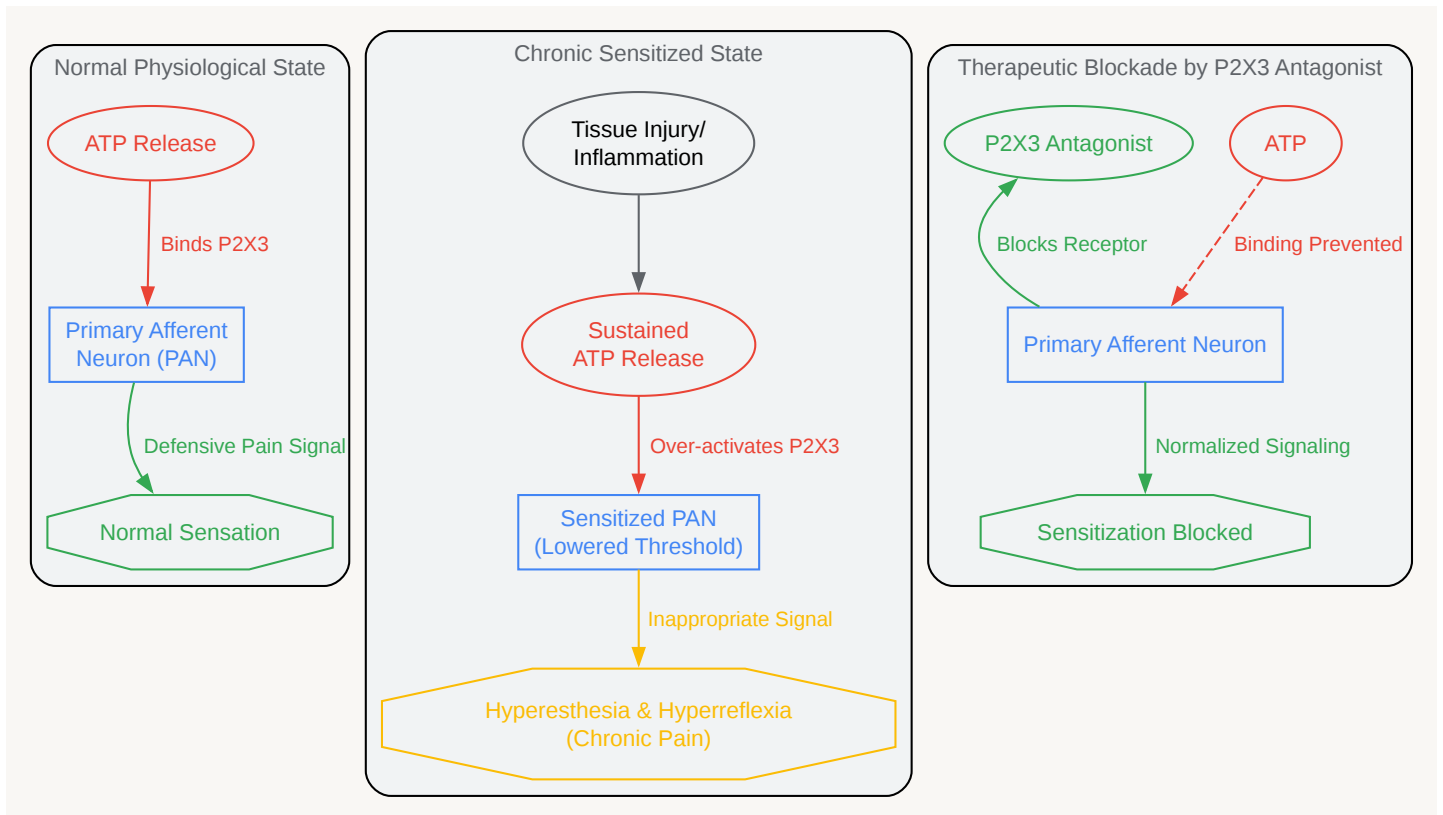 Normal Physiological State
ATP Release
Binds P2X3
Primary Afferent
Neuron (PAN)
Defensive Pain Signal
Normal Sensation
Chronic Sensitized State
Tissue Injury/
Inflammation
Sustained
ATP Release
Over-activates P2X3
Sensitized PAN
(Lowered Threshold)
Inappropriate Signal
Hyperesthesia & Hyperreflexia
(Chronic Pain)
Therapeutic Blockade by P2X3 Antagonist
P2X3 Antagonist
ATP
Blocks Receptor
Binding Prevented
Primary Afferent Neuron
Normalized Signaling
Sensitization Blocked